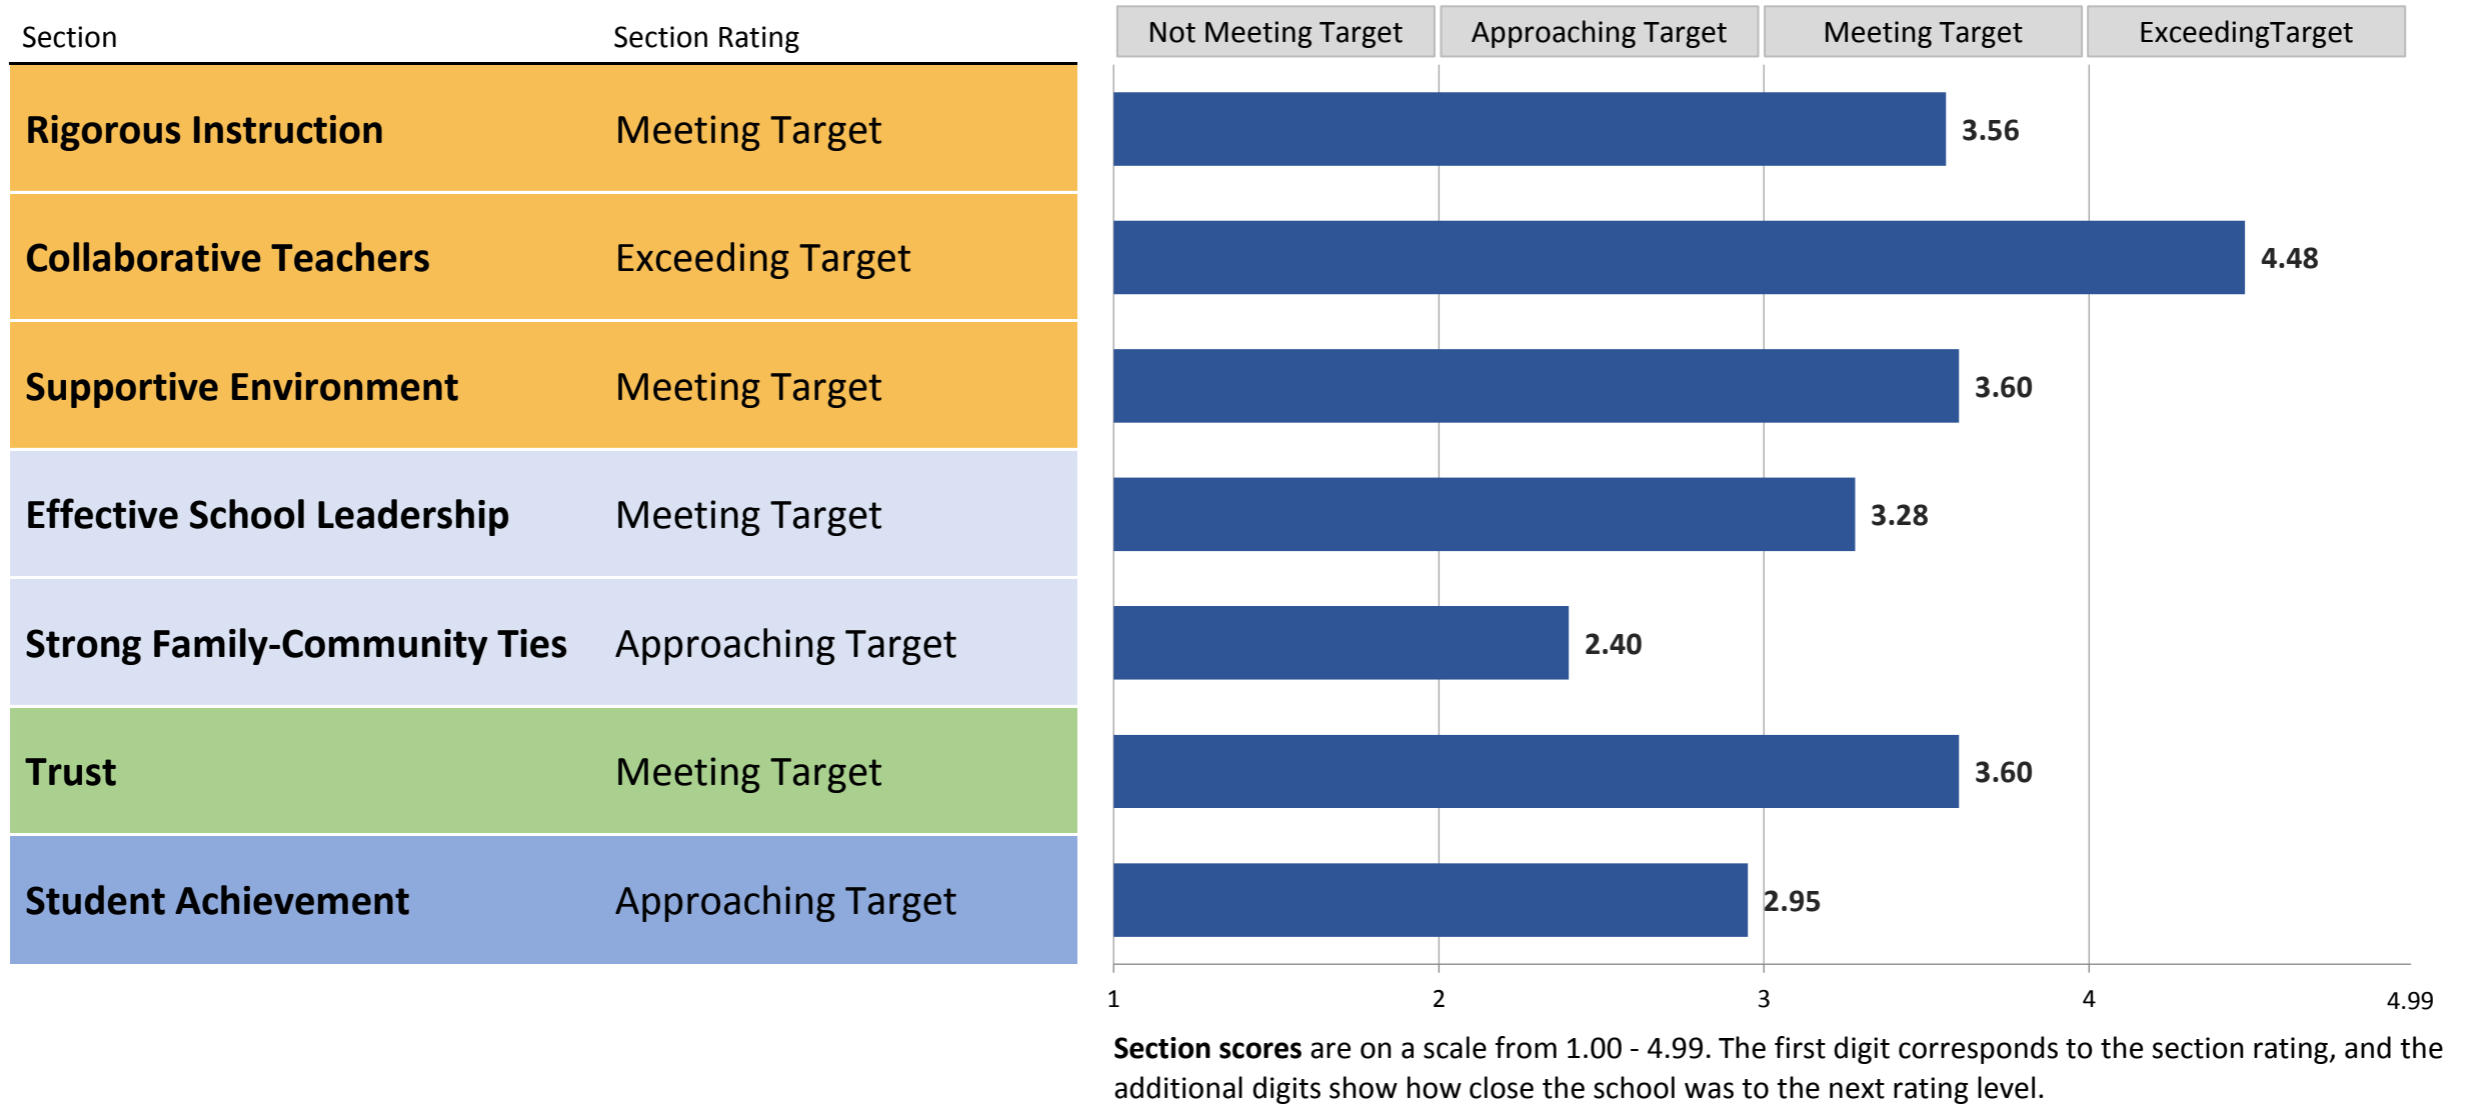 Section Section Rating Not Meeting Target Approaching Target Meeting Target ExceedingTarget
Rigorous Instruction Meeting Target 3.56
Collaborative Teachers Exceeding Target 4.48
Supportive Environment Meeting Target 3.60
Effective School Leadership Meeting Target 3.28
Strong Family-Community Ties Approaching Target 2.40
Trust Meeting Target 3.60
Student Achievement Approaching Target 2.95
1 2 3 4 4.99
Section scores are on a scale from 1.00 - 4.99. The first digit corresponds to the section rating, and the
additional digits show how close the school was to the next rating level.